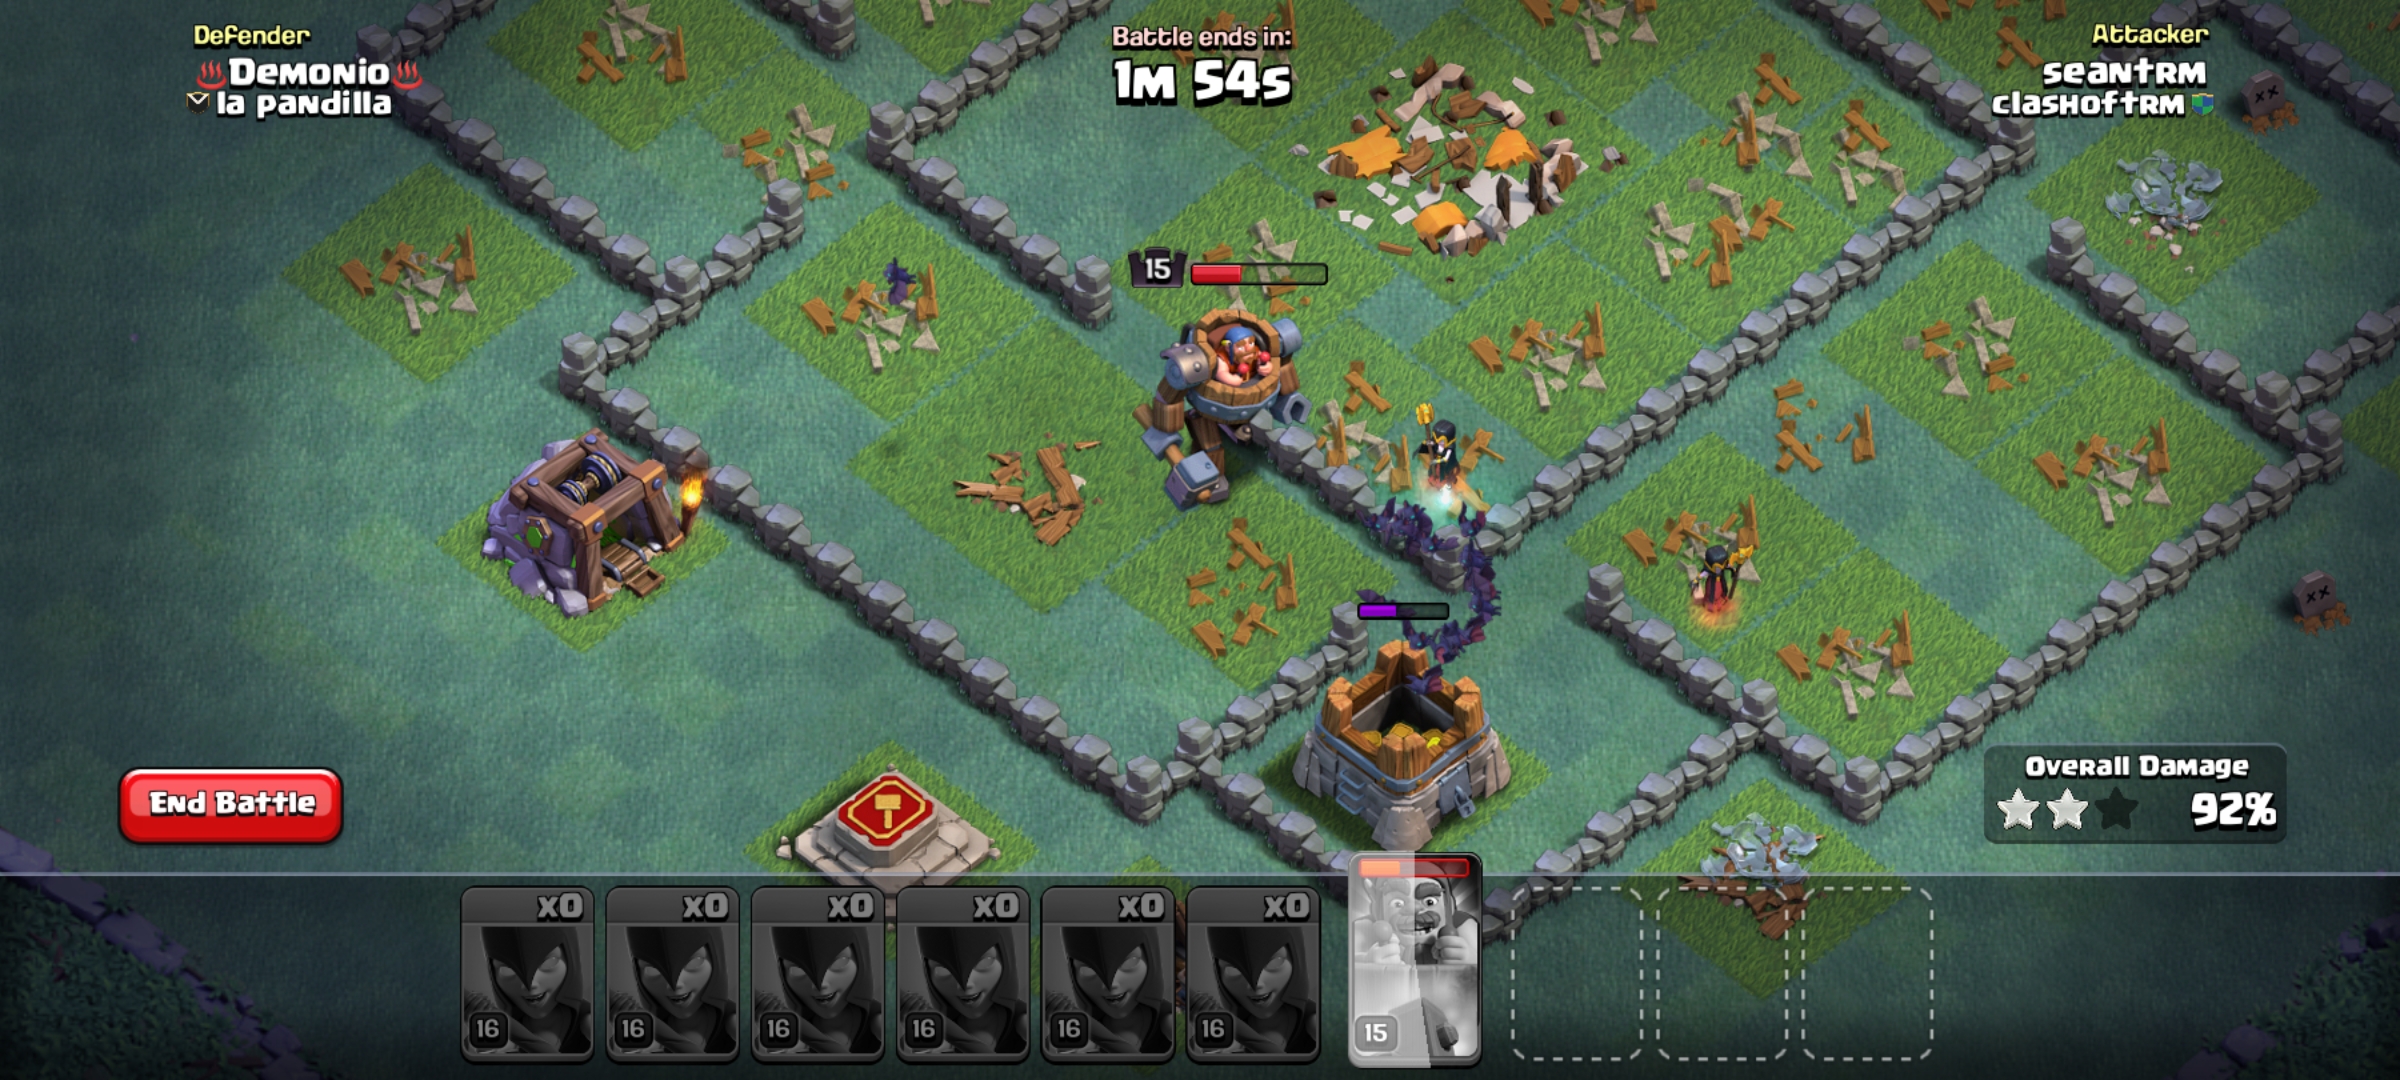 Defender
♨Demonio♨
la pandilla
Battle ends in:
1M 54S
Attacker
seantRM
clashoftRM
15
End Battle
Overall Damage
92%
x0
x0
x0
x0
x0
x0
16
16
16
16
16
16
15